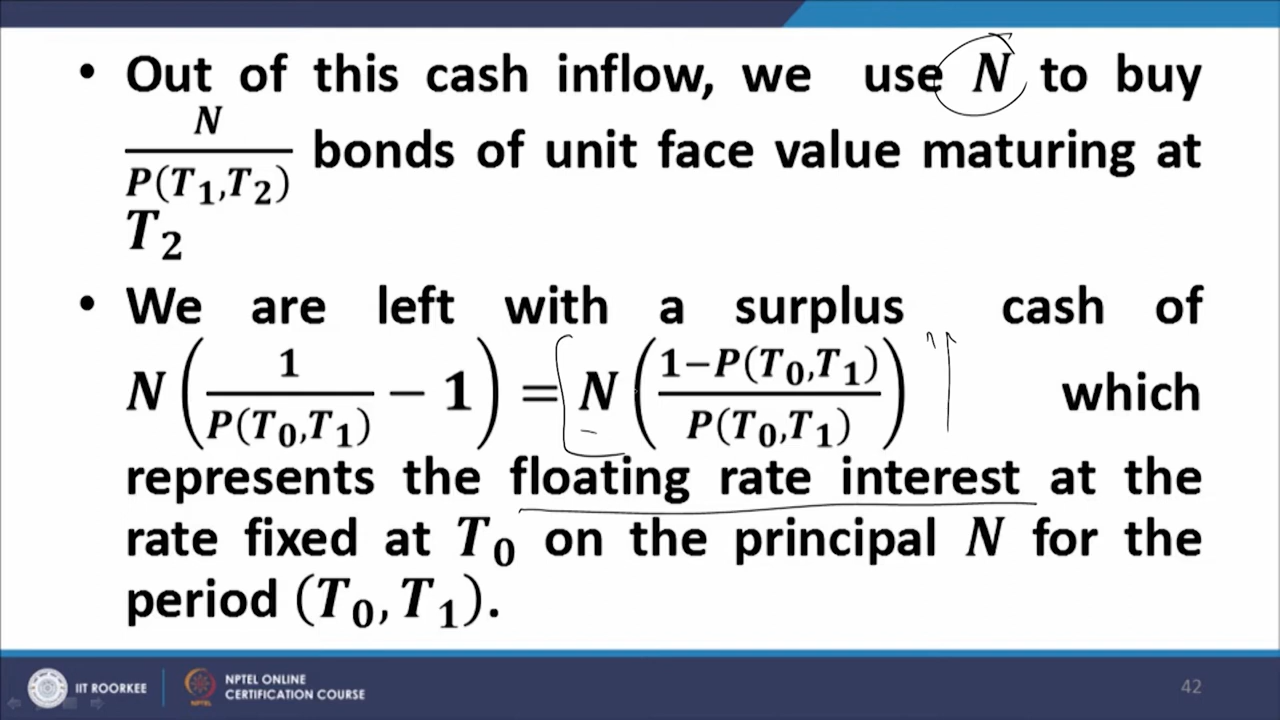 • Out of this cash inflow, we use N to buy
N/P(T₁,T₂) bonds of unit face value maturing at
T₂
• We are left with a surplus cash of
N(1/P(T₀,T₁) − 1) = N((1−P(T₀,T₁))/P(T₀,T₁)) which
represents the floating rate interest at the
rate fixed at T₀ on the principal N for the
period (T₀,T₁).
IIT ROORKEE
NPTEL ONLINE
CERTIFICATION COURSE
42